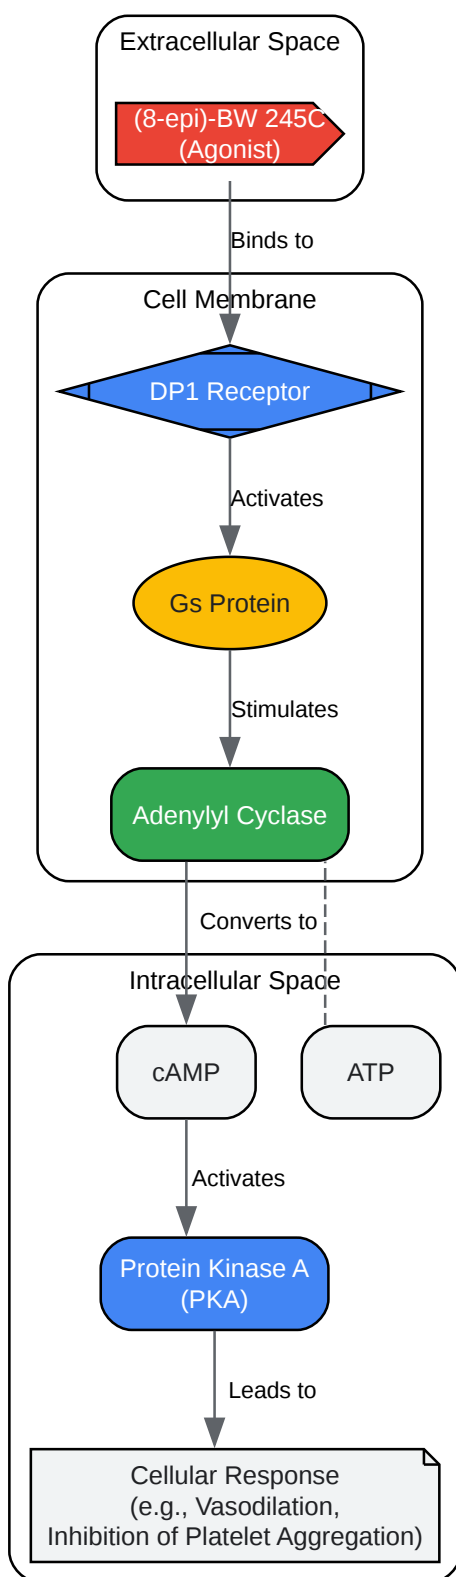 Extracellular Space
(8-epi)-BW 245C
(Agonist)
Binds to
Cell Membrane
DP1 Receptor
Activates
Gs Protein
Stimulates
Adenylyl Cyclase
Converts to
Intracellular Space
cAMP
ATP
Activates
Protein Kinase A
(PKA)
Leads to
Cellular Response
(e.g., Vasodilation,
Inhibition of Platelet Aggregation)